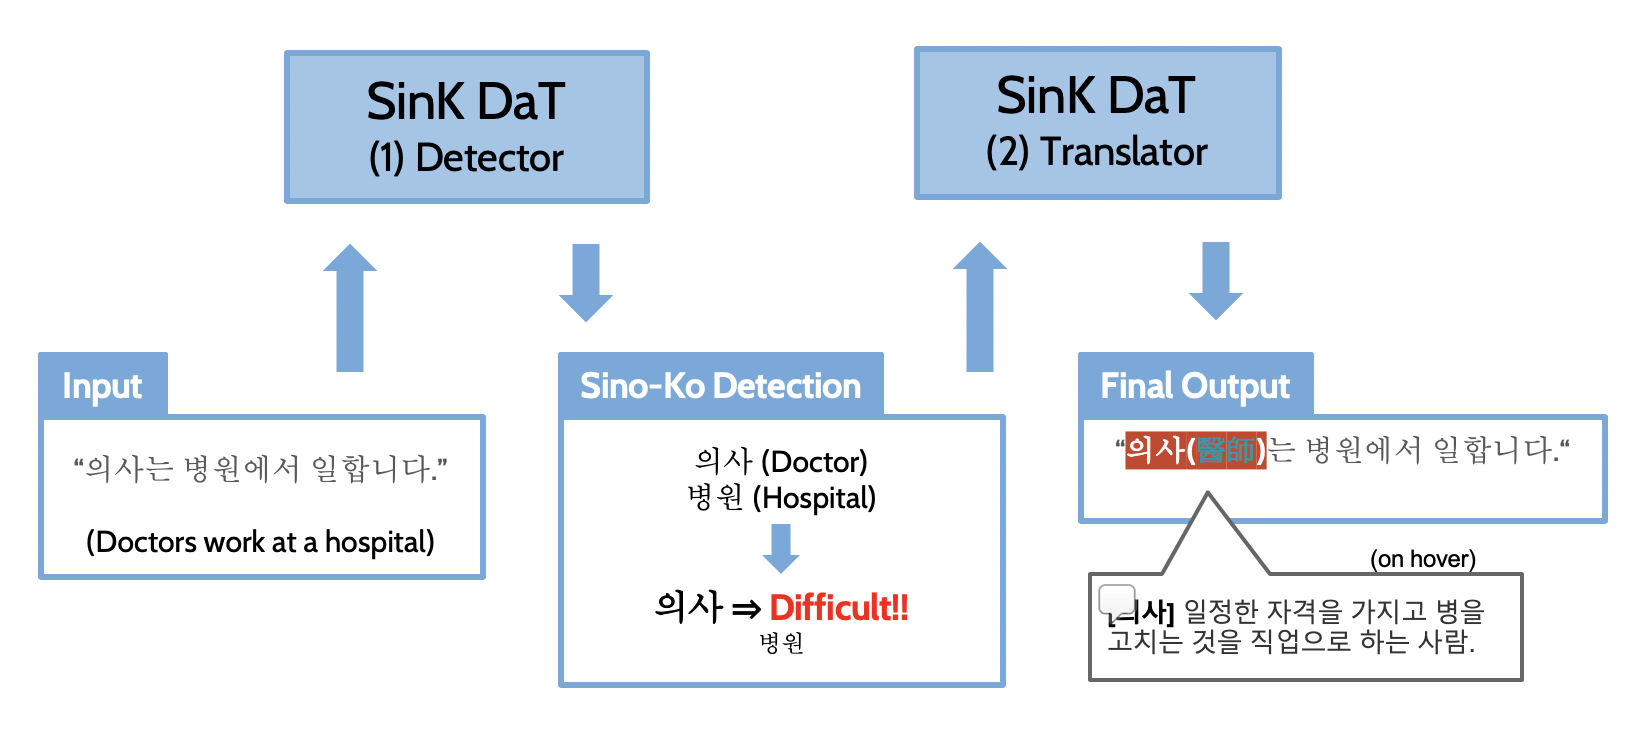 SinK DaT
(1) Detector
SinK DaT
(2) Translator
Input
“의사는 병원에서 일합니다.”
(Doctors work at a hospital)
Sino-Ko Detection
의사 (Doctor)
병원 (Hospital)
의사 ⇒ Difficult!!
병원
Final Output
“의사(醫師)는 병원에서 일합니다.“
(on hover)
[의사] 일정한 자격을 가지고 병을
고치는 것을 직업으로 하는 사람.